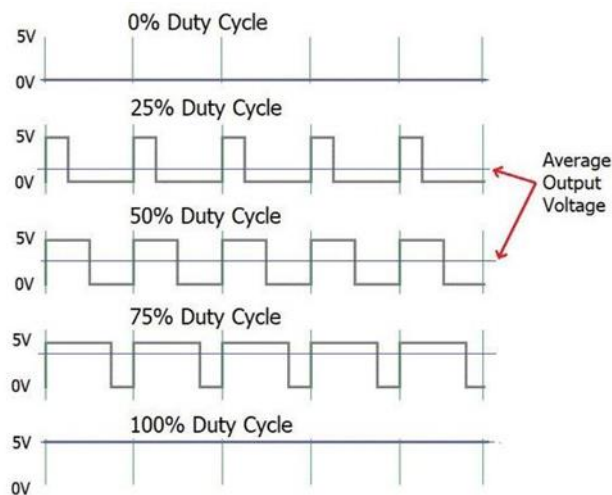 0% Duty Cycle
5V
0V
25% Duty Cycle
5V
0V
Average
Output
Voltage
50% Duty Cycle
5V
0V
75% Duty Cycle
5V
0V
100% Duty Cycle
5V
0V